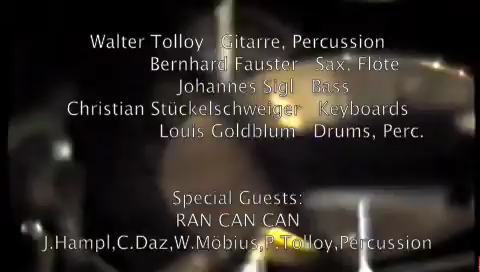 Walter Tolloy Gitarre, Percussion
Bernhard Fauster Sax, Flöte
Johannes Sigl Bass
Christian Stückelschweiger Keyboards
Louis Goldblum Drums, Perc.
Special Guests:
RAN CAN CAN
J.Hampl,C.Daz,W.Möbius,P.Tolloy,Percussion